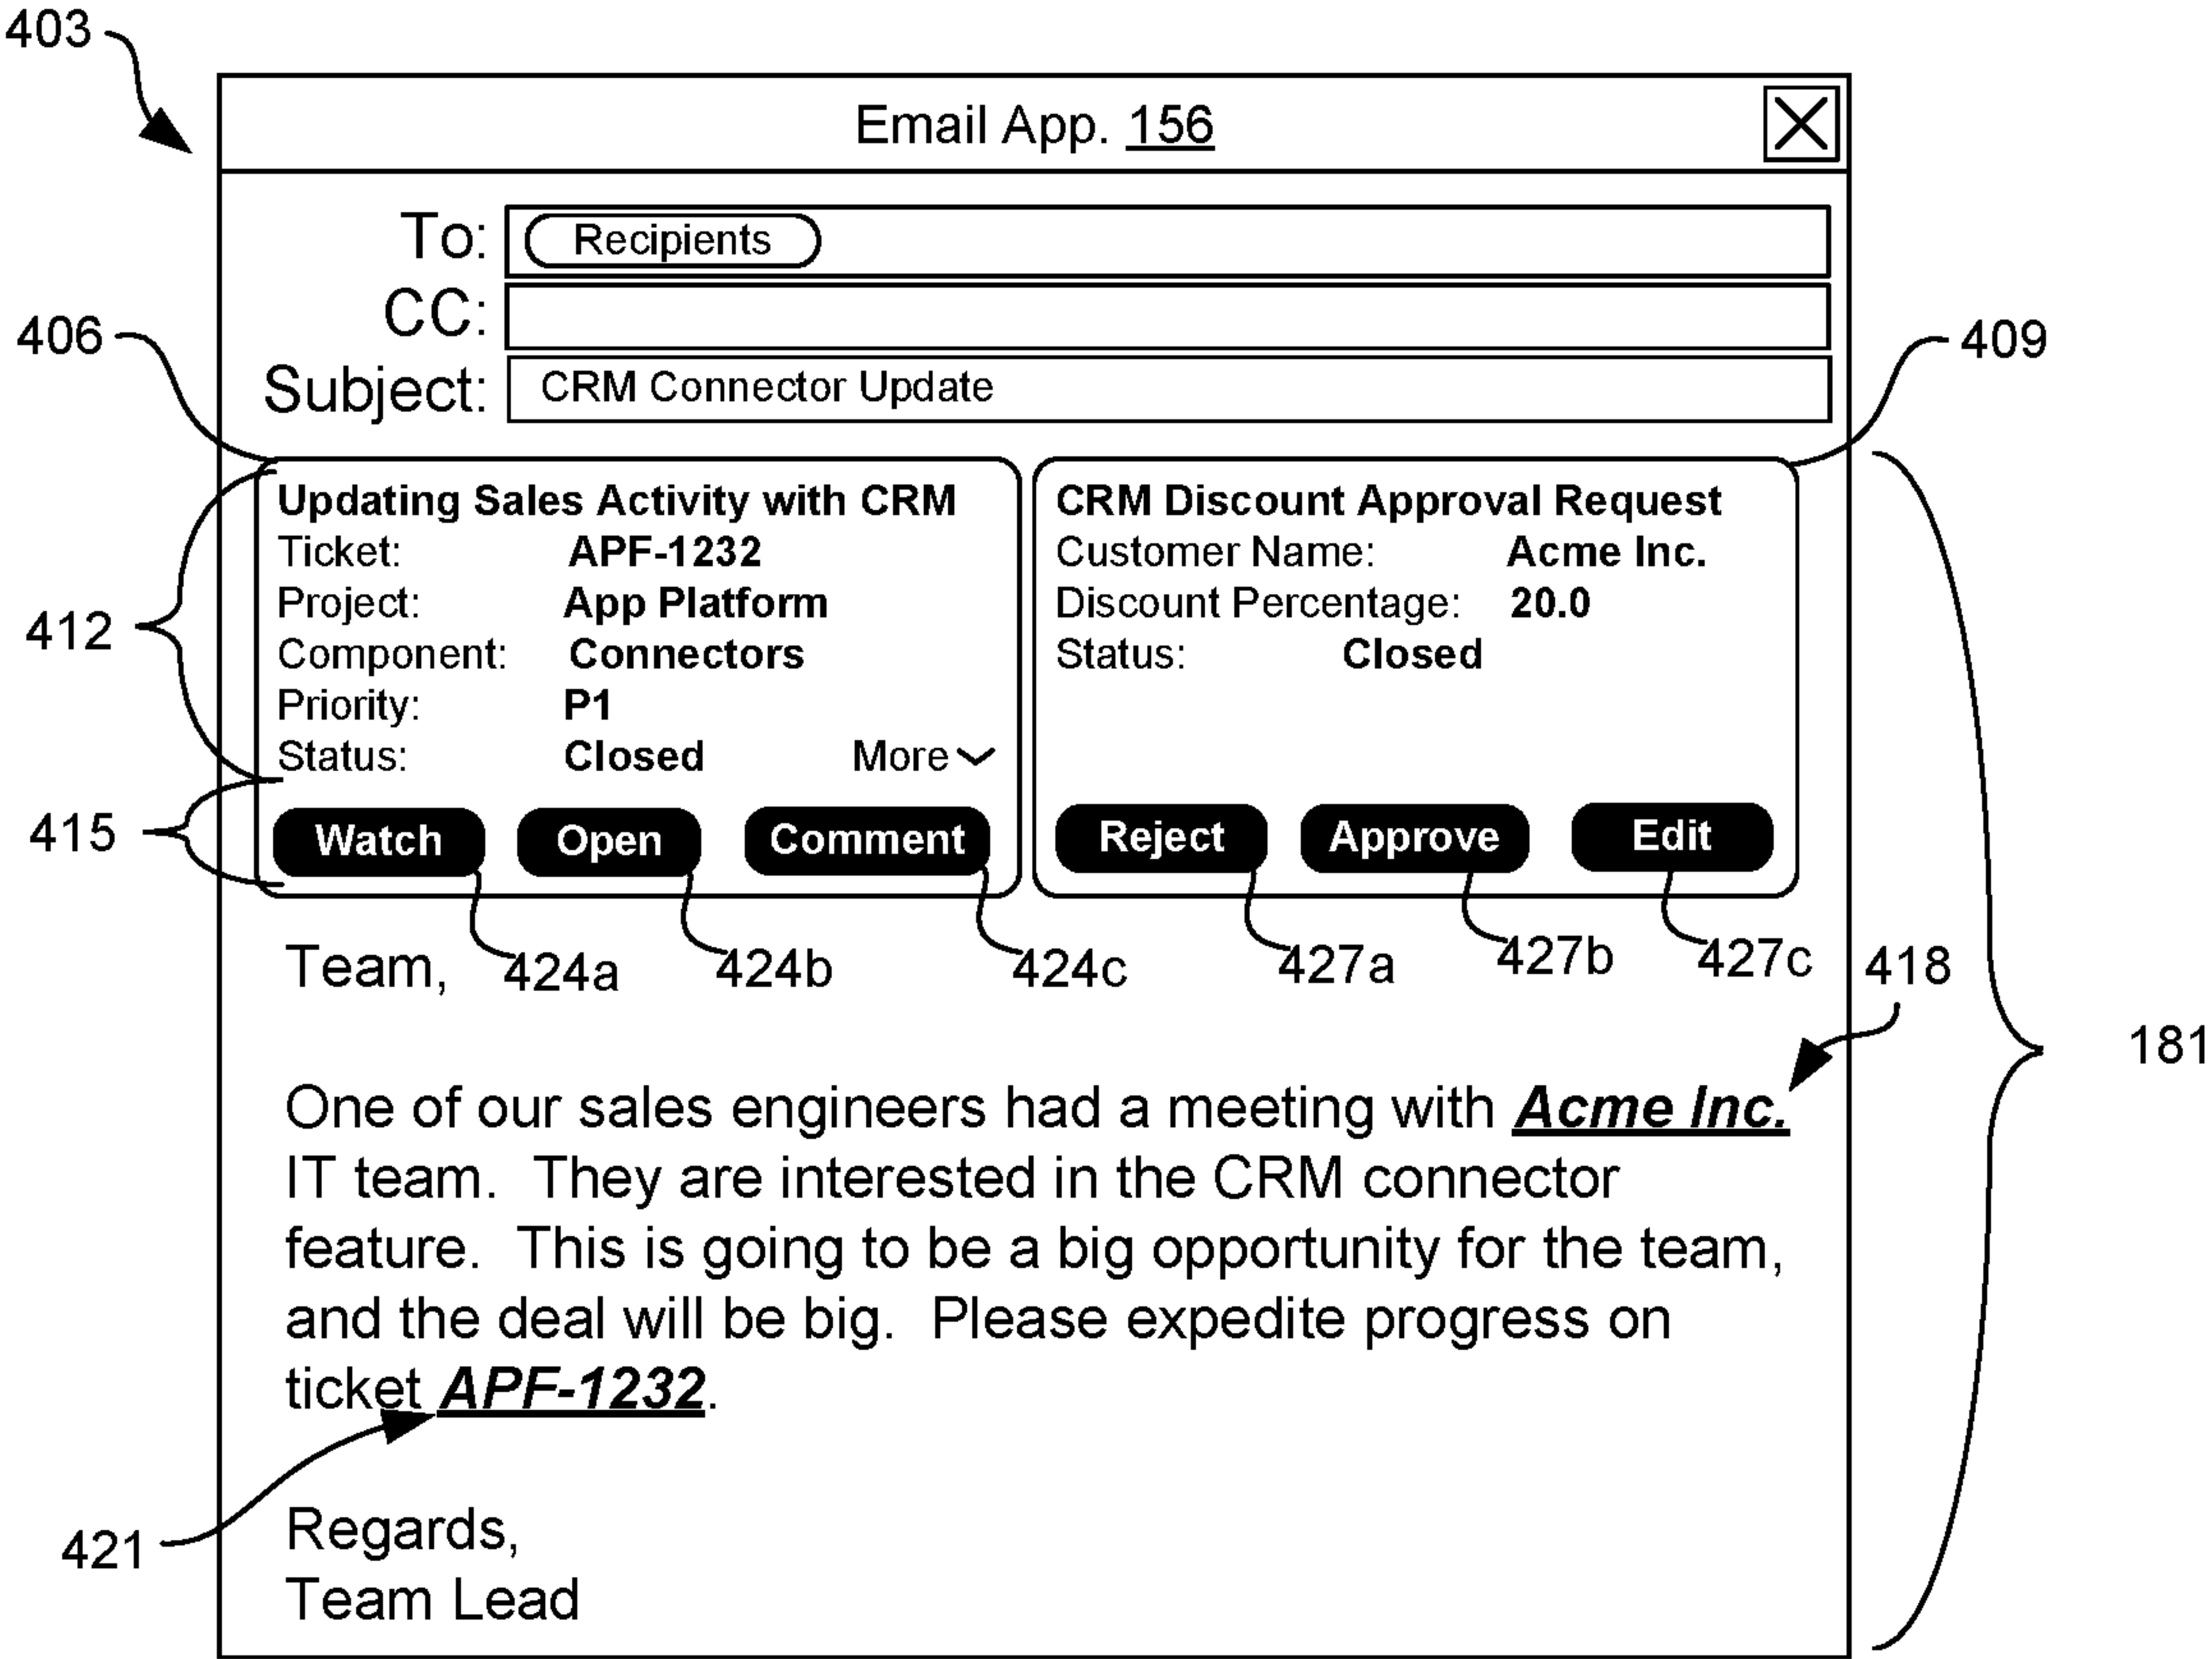 403
Email App. 156
To: Recipients
CC:
Subject: CRM Connector Update
406
409
Updating Sales Activity with CRM
Ticket: APF-1232
Project: App Platform
Component: Connectors
Priority: P1
Status: Closed More
Watch Open Comment
412
415
CRM Discount Approval Request
Customer Name: Acme Inc.
Discount Percentage: 20.0
Status: Closed
Reject Approve Edit
424a 424b 424c 427a 427b 427c 418
181
Team,
One of our sales engineers had a meeting with Acme Inc.
IT team. They are interested in the CRM connector
feature. This is going to be a big opportunity for the team,
and the deal will be big. Please expedite progress on
ticket APF-1232.
421
Regards,
Team Lead